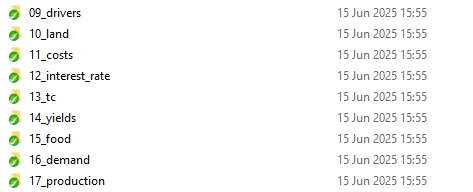 09_drivers 15 Jun 2025 15:55
10_land 15 Jun 2025 15:55
11_costs 15 Jun 2025 15:55
12_interest_rate 15 Jun 2025 15:55
13_tc 15 Jun 2025 15:55
14_yields 15 Jun 2025 15:55
15_food 15 Jun 2025 15:55
16_demand 15 Jun 2025 15:55
17_production 15 Jun 2025 15:55